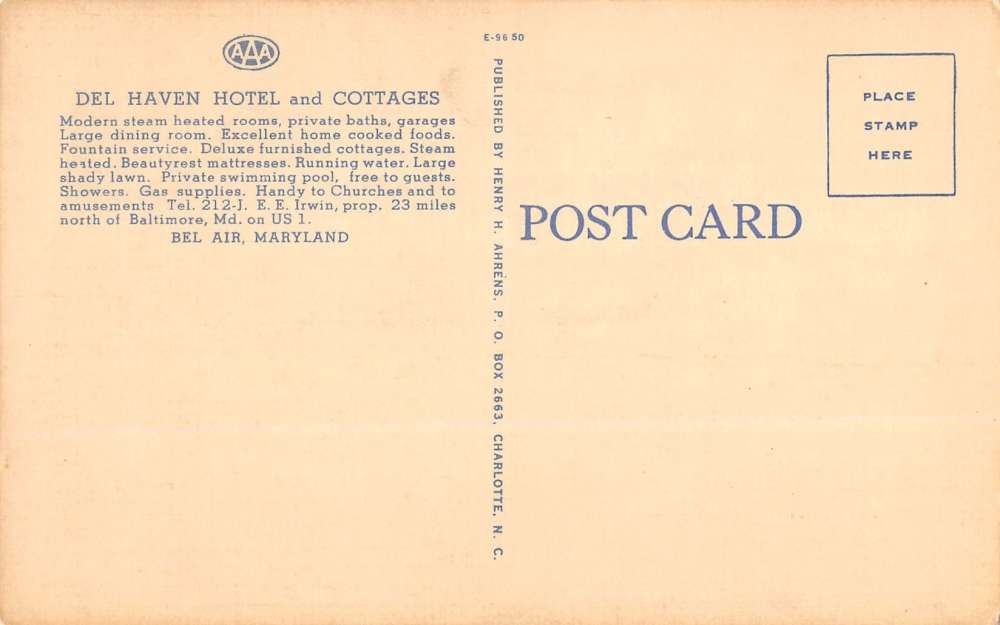 AAA
DEL HAVEN HOTEL and COTTAGES
Modern steam heated rooms, private baths, garages
Large dining room. Excellent home cooked foods.
Fountain service. Deluxe furnished cottages. Steam
heated. Beautyrest mattresses. Running water. Large
shady lawn. Private swimming pool, free to guests.
Showers. Gas supplies. Handy to Churches and to
amusements Tel. 212-J. E. E. Irwin, prop. 23 miles
north of Baltimore, Md. on US 1.
BEL AIR, MARYLAND
E-9650
PUBLISHED BY HENRY H. AHRENS, P. O. BOX 2663, CHARLOTTE, N. C.
POST CARD
PLACE
STAMP
HERE